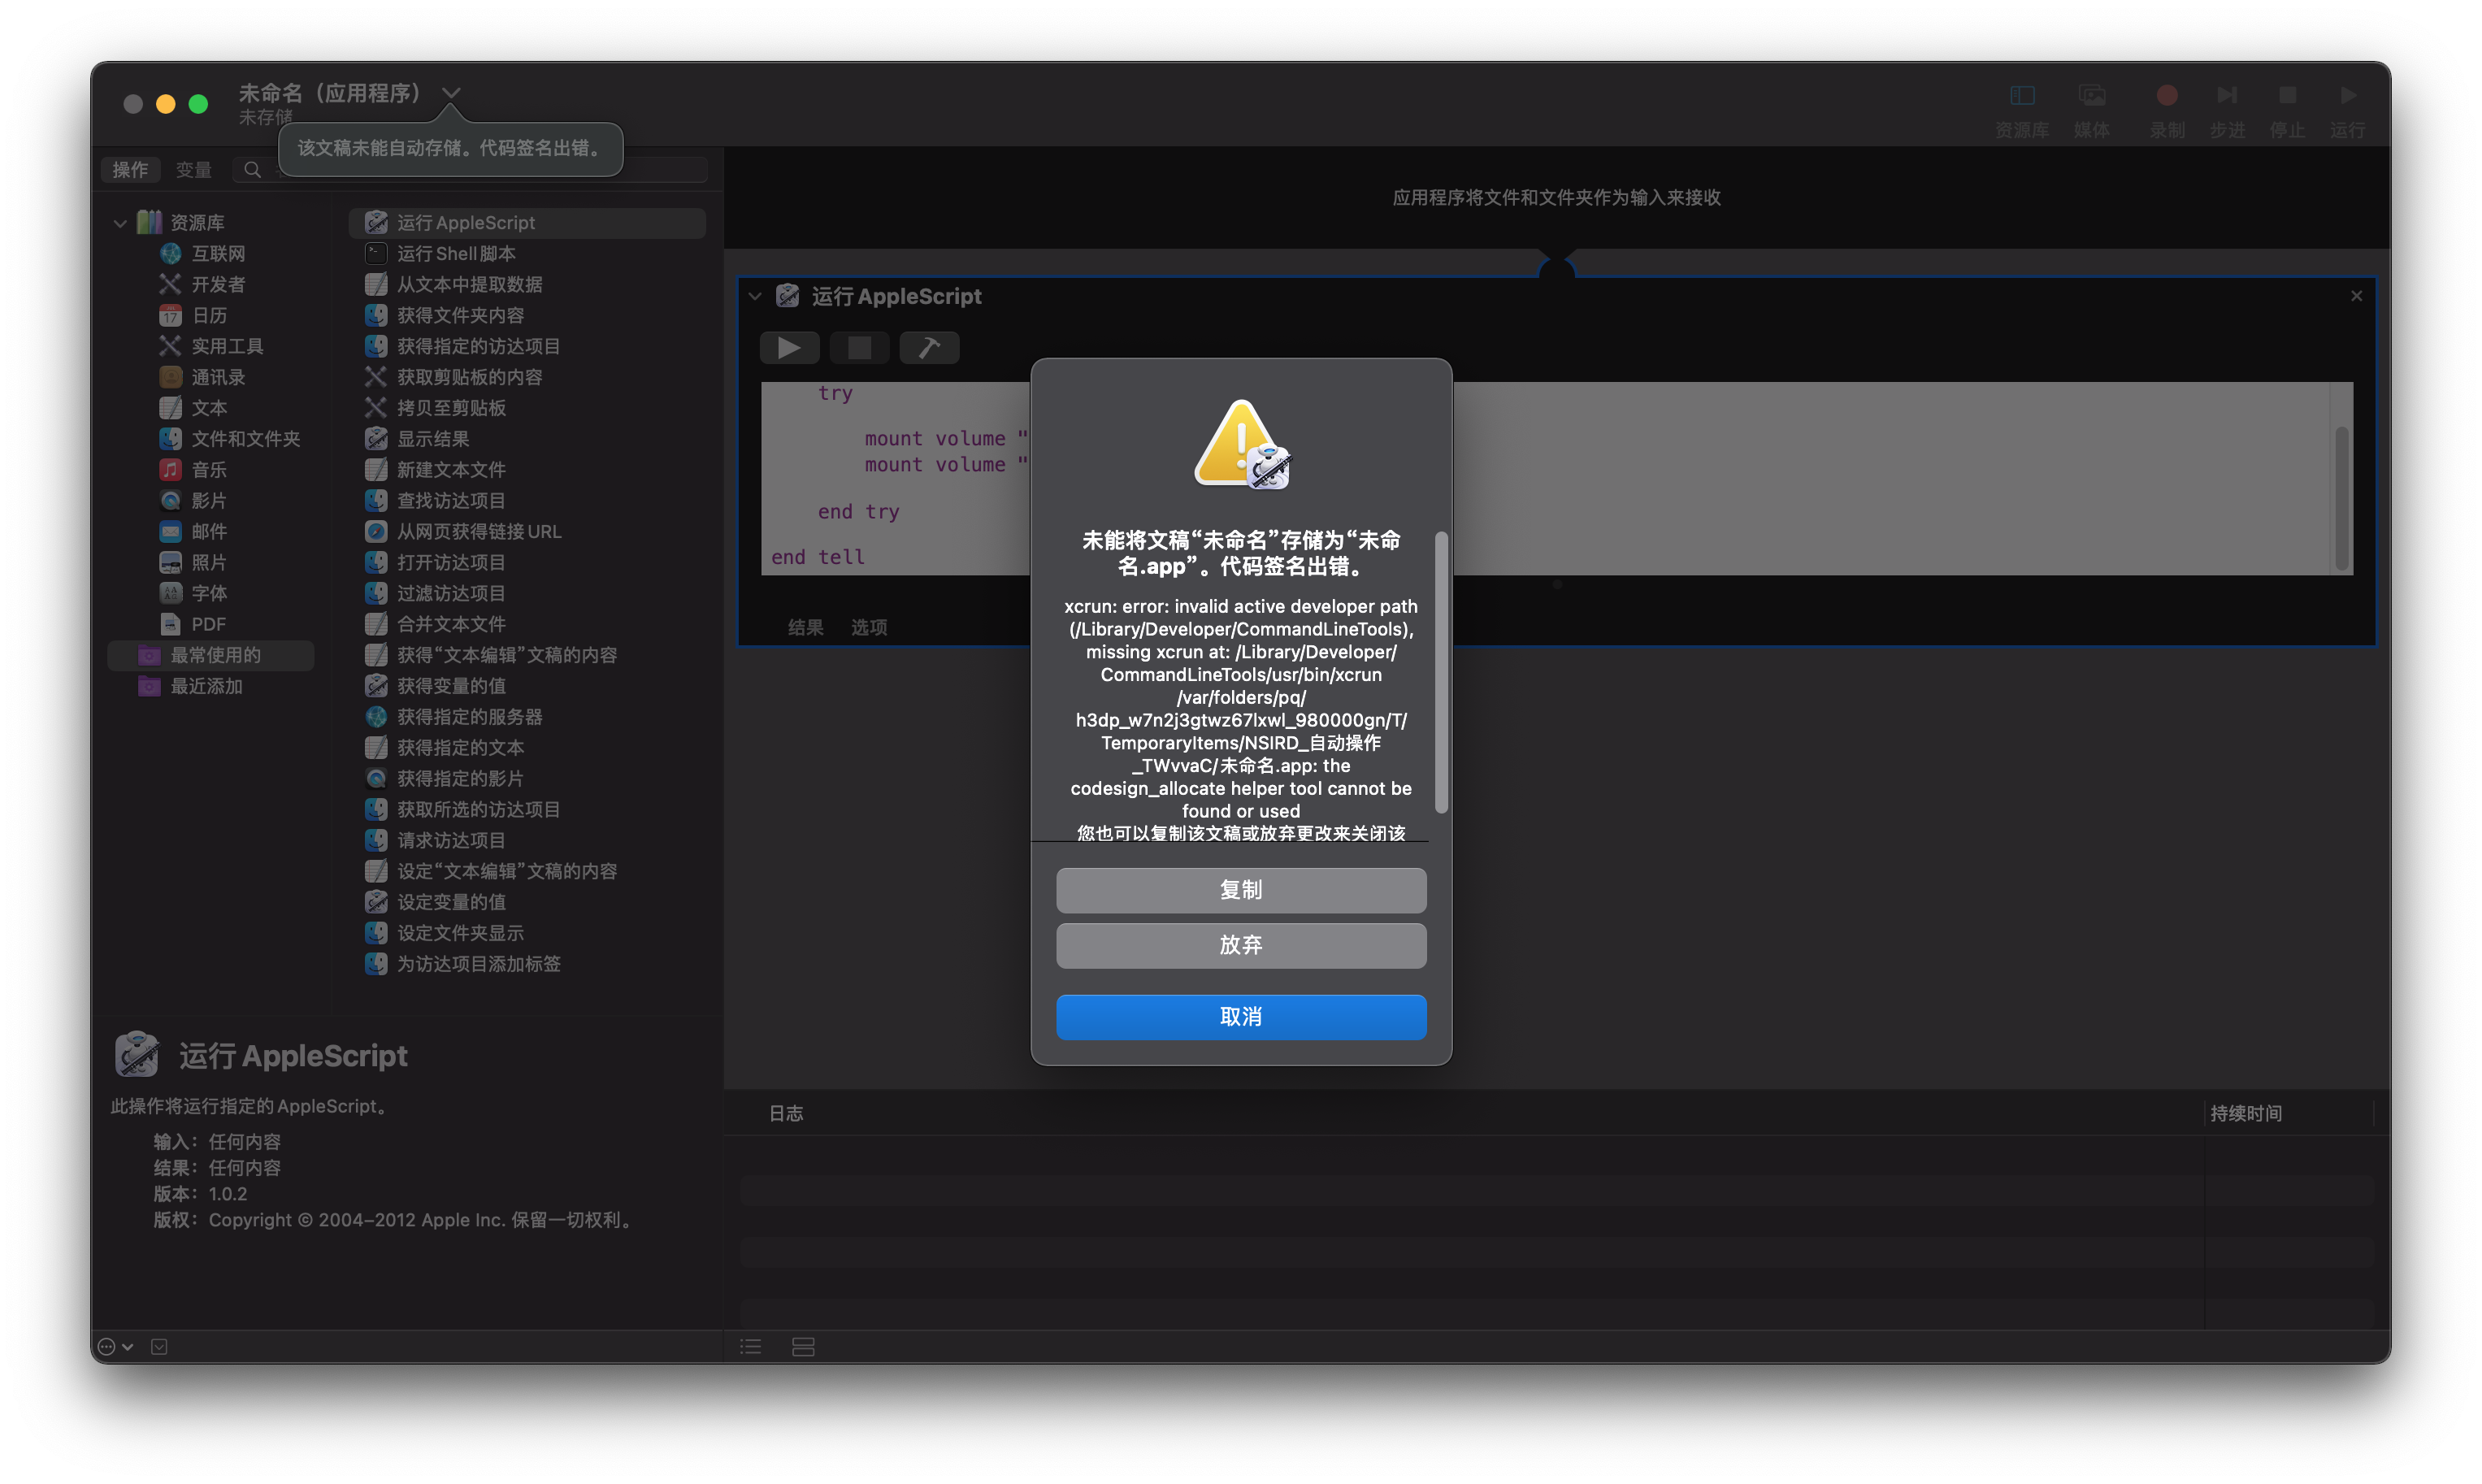 未命名（应用程序）
未存储
该文稿未能自动存储。代码签名出错。
资源库
媒体
录制
步进
停止
运行
操作
变量
应用程序将文件和文件夹作为输入来接收
资源库
互联网
开发者
日历
实用工具
通讯录
文本
文件和文件夹
音乐
影片
邮件
照片
字体
PDF
最常使用的
最近添加
运行 AppleScript
运行 Shell 脚本
从文本中提取数据
获得文件夹内容
获得指定的访达项目
获取剪贴板的内容
拷贝至剪贴板
显示结果
新建文本文件
查找访达项目
从网页获得链接 URL
打开访达项目
过滤访达项目
合并文本文件
获得“文本编辑”文稿的内容
获得变量的值
获得指定的服务器
获得指定的文本
获得指定的影片
获取所选的访达项目
请求访达项目
设定“文本编辑”文稿的内容
设定变量的值
设定文件夹显示
为访达项目添加标签
运行 AppleScript
此操作将运行指定的 AppleScript。
输入： 任何内容
结果： 任何内容
版本： 1.0.2
版权： Copyright © 2004–2012 Apple Inc. 保留一切权利。
运行 AppleScript
try
mount volume "
mount volume "
end try
end tell
结果
选项
未能将文稿“未命名”存储为“未命
名.app”。代码签名出错。
xcrun: error: invalid active developer path
(/Library/Developer/CommandLineTools),
missing xcrun at: /Library/Developer/
CommandLineTools/usr/bin/xcrun
/var/folders/pq/
h3dp_w7n2j3gtwz67lxwl_980000gn/T/
TemporaryItems/NSIRD_自动操作
_TWvvaC/未命名.app: the
codesign_allocate helper tool cannot be
found or used
您也可以复制该文稿或放弃更改来关闭该
复制
放弃
取消
日志
持续时间